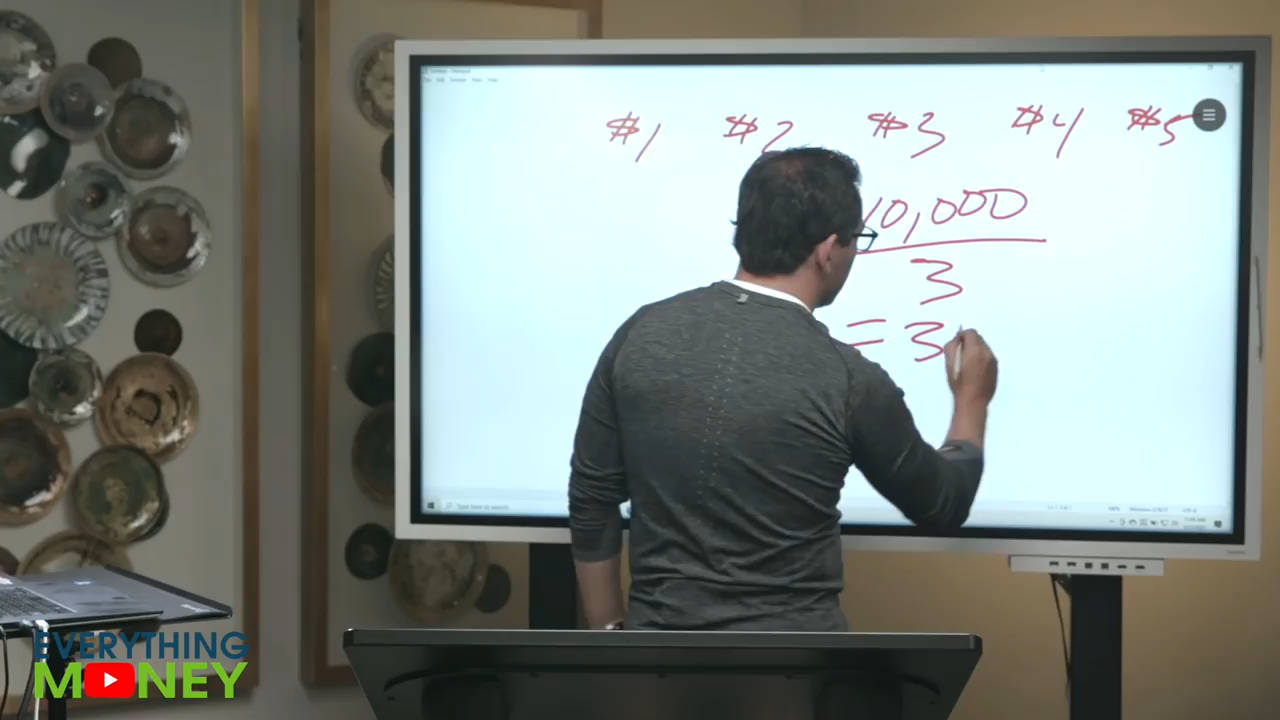 #1 #2 #3 #4 #5
10,000
3
= 3
EVERYTHING
MONEY